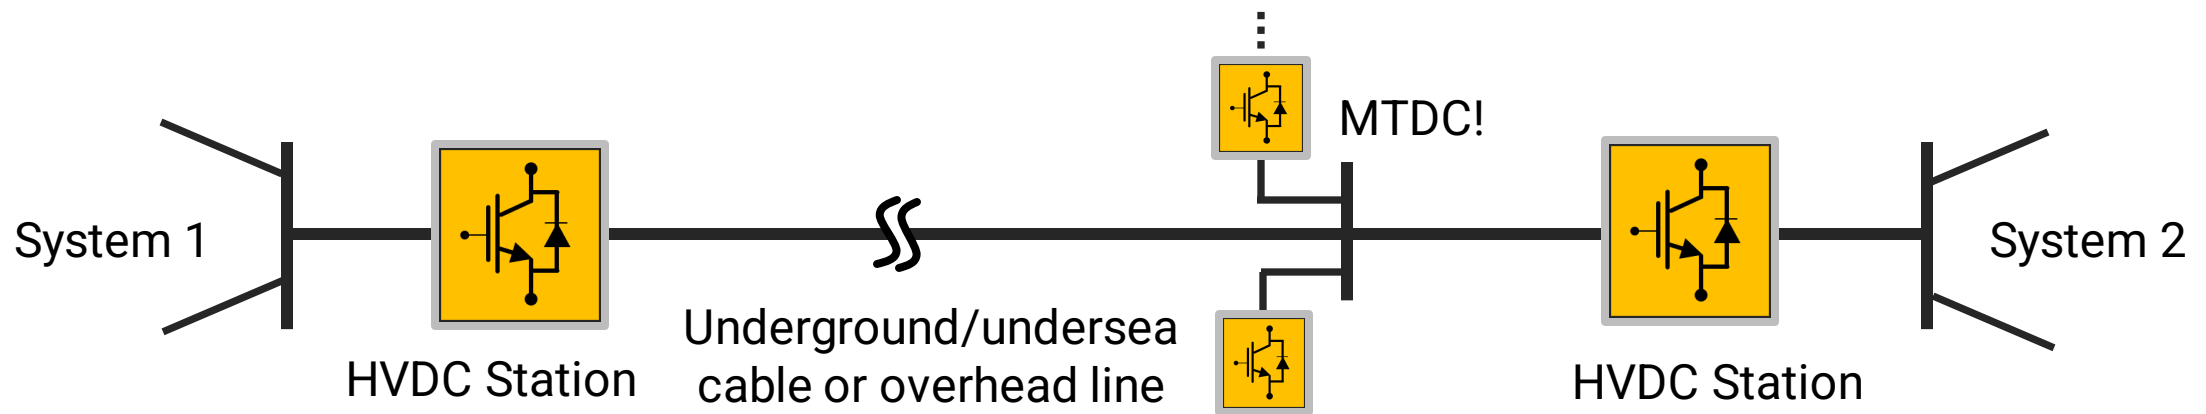 MTDC!
System 1
System 2
Underground/undersea
cable or overhead line
HVDC Station
HVDC Station